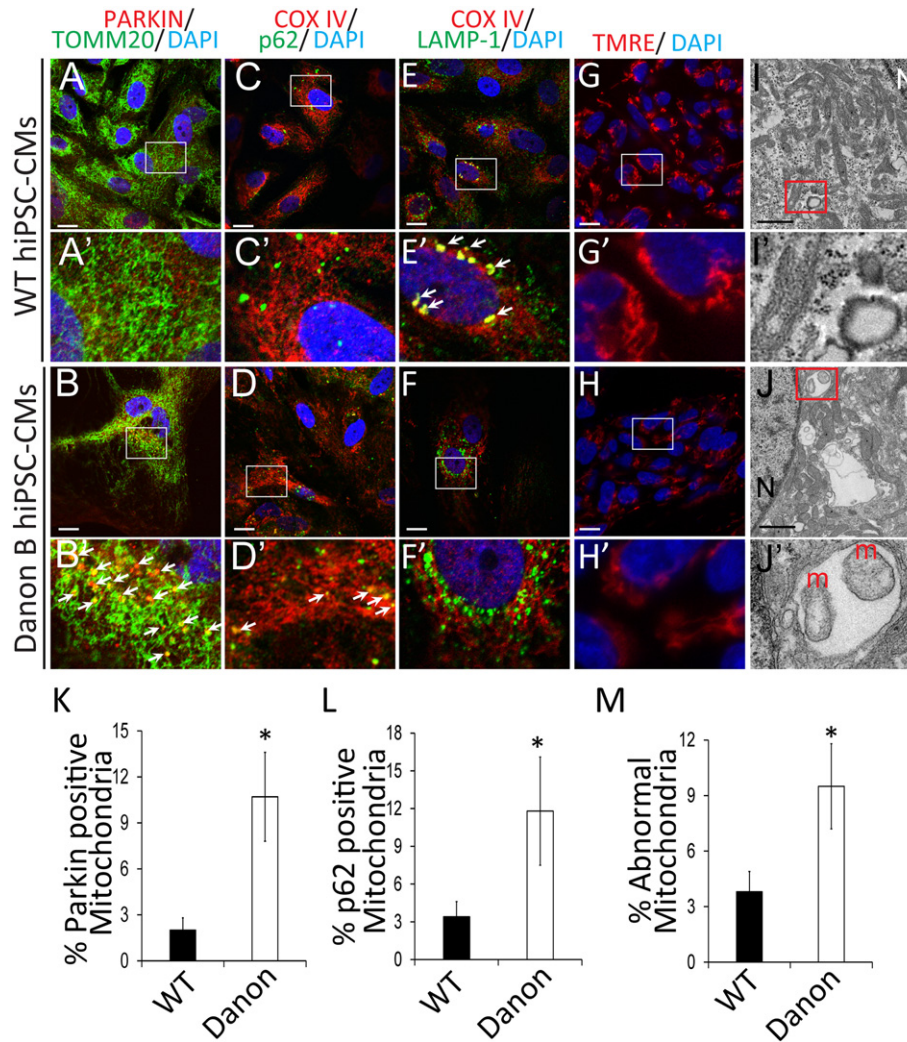 PARKIN/ COX IV/ COX IV/
TOMM20/DAPI p62/DAPI LAMP-1/DAPI TMRE/ DAPI
WT hiPSC-CMs
A C E G I N
A' C' E' G' I'
Danon B hiPSC-CMs
B D F H J
N
B' D' F' H' J'
m m
K L M
% Parkin positive
Mitochondria
15
12
9
6
3
0
*
WT Danon
% p62 positive
Mitochondria
18
15
12
9
6
3
0
*
WT Danon
% Abnormal
Mitochondria
12
9
6
3
0
*
WT Danon